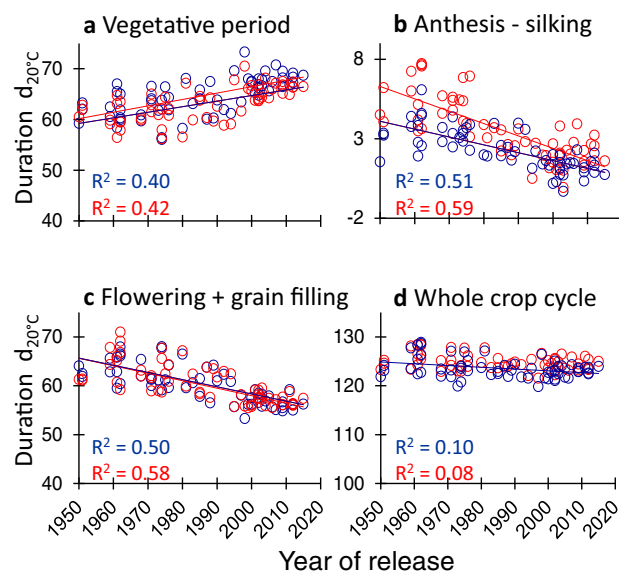 a Vegetative period
b Anthesis - silking
Duration d20°C
70
60
50
40
R² = 0.40
R² = 0.42
8
3
-2
R² = 0.51
R² = 0.59
c Flowering + grain filling
d Whole crop cycle
Duration d20°C
70
60
50
40
R² = 0.50
R² = 0.58
130
120
110
100
R² = 0.10
R² = 0.08
1950 1960 1970 1980 1990 2000 2010 2020
1950 1960 1970 1980 1990 2000 2010 2020
Year of release